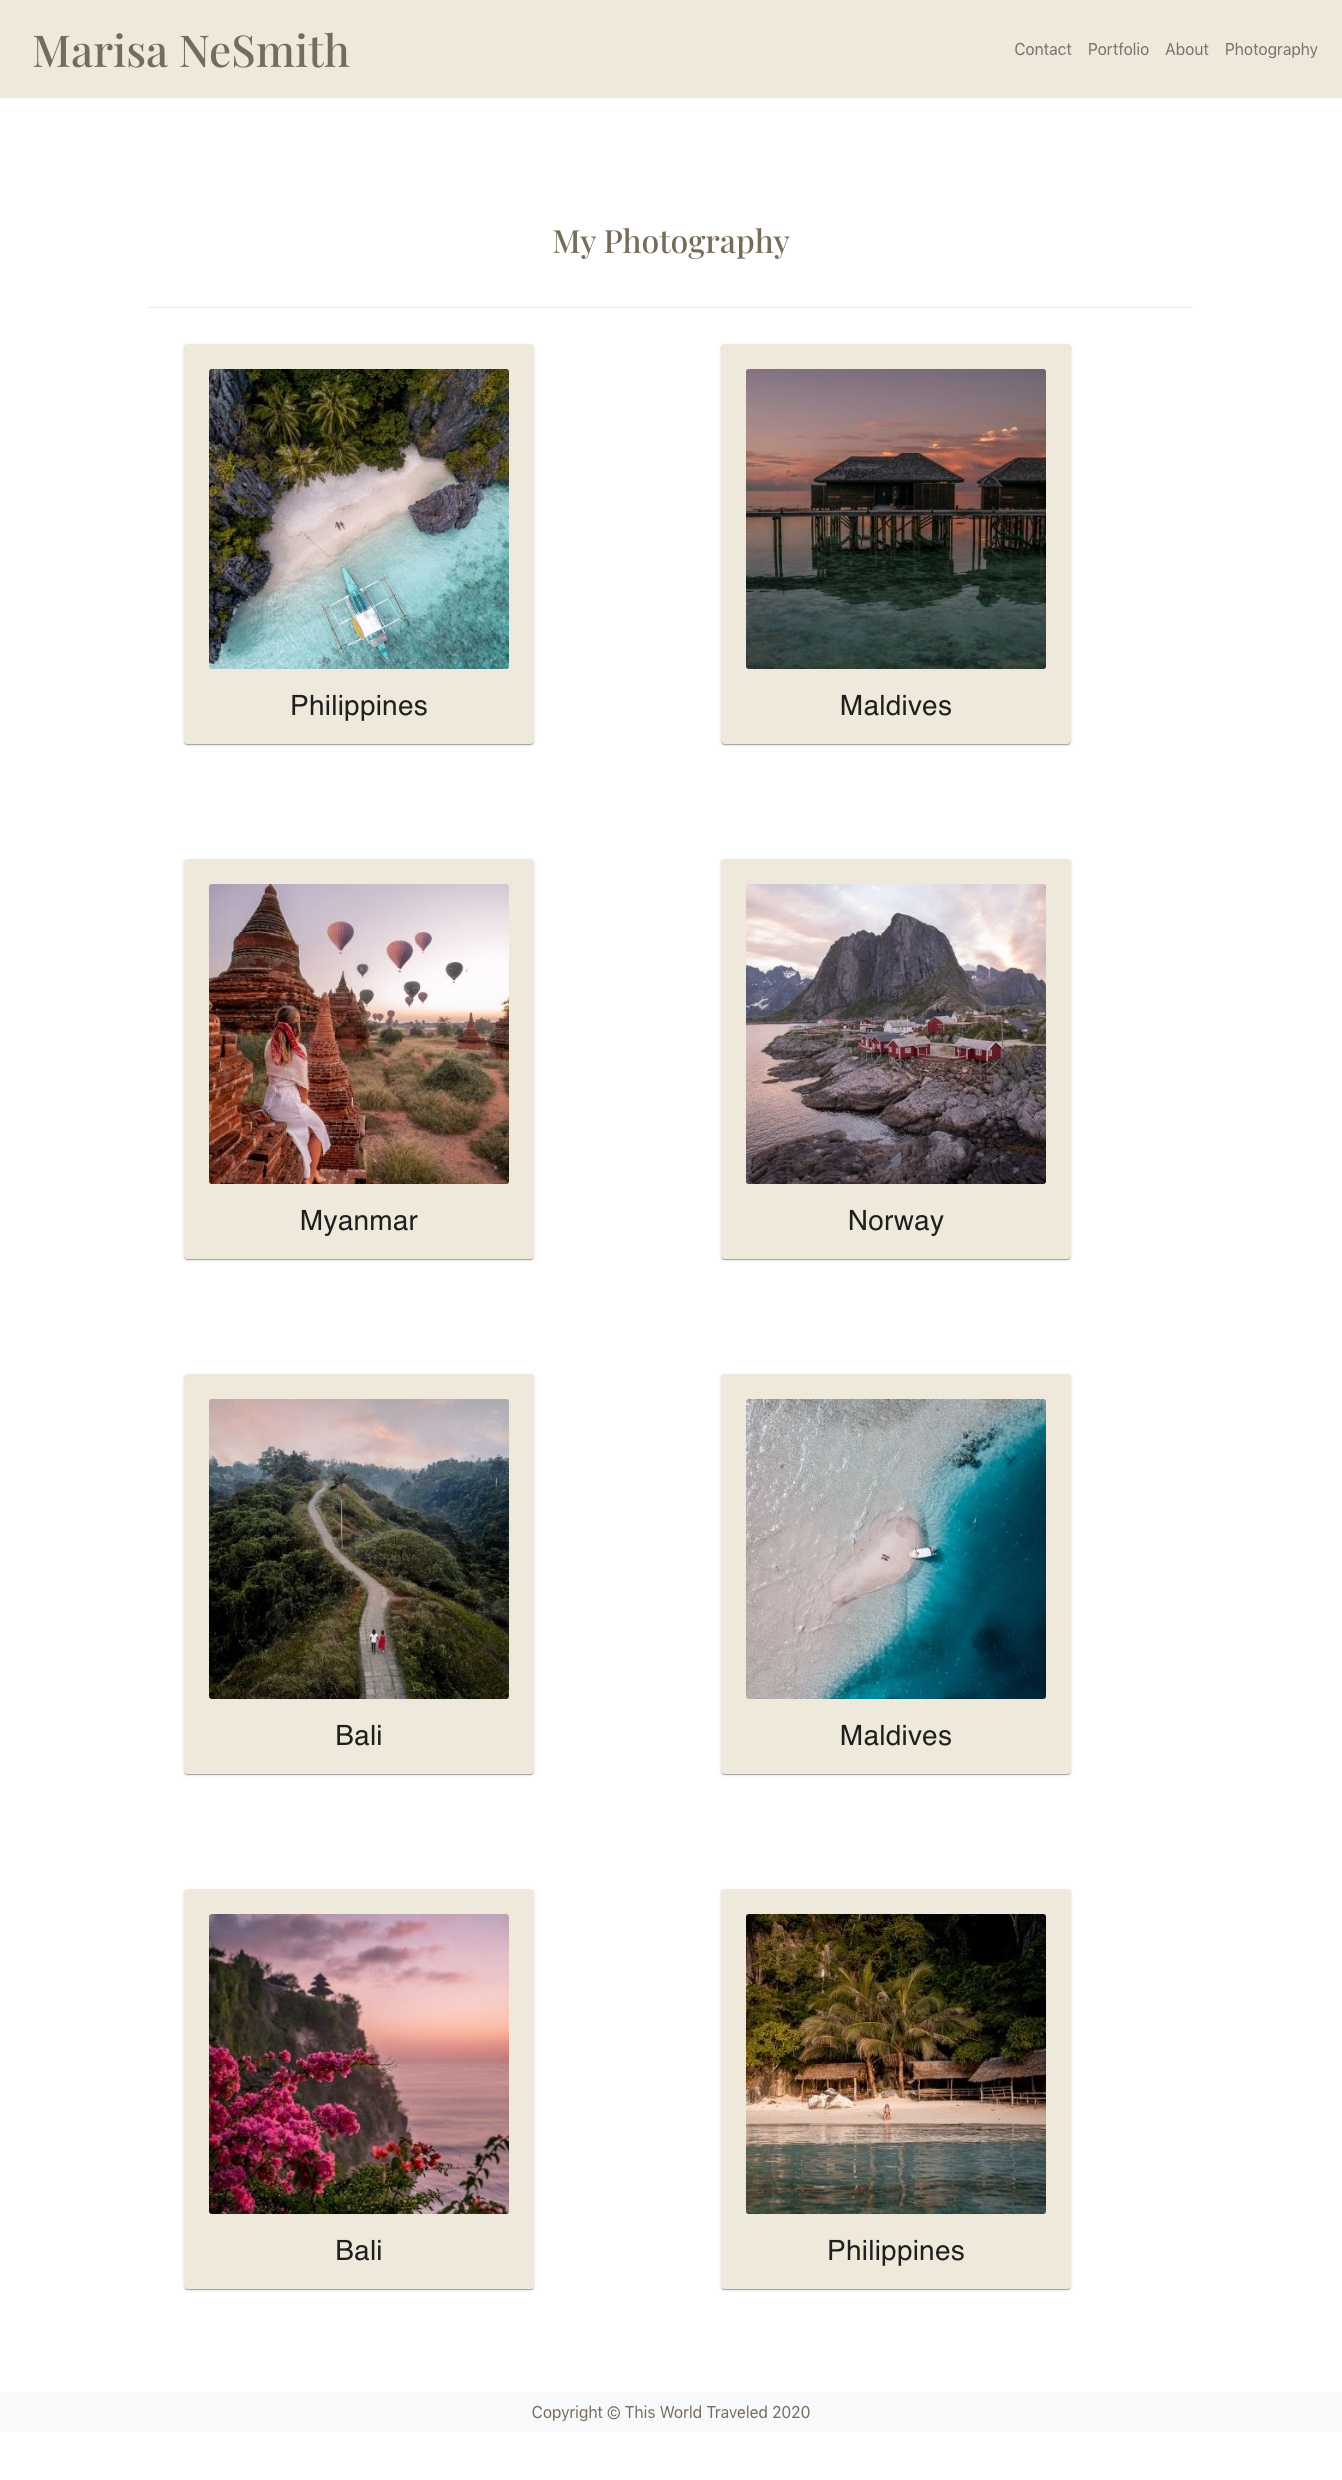 Marisa NeSmith
Contact Portfolio About Photography
My Photography
Philippines
Maldives
Myanmar
Norway
Bali
Maldives
Bali
Philippines
Copyright © This World Traveled 2020